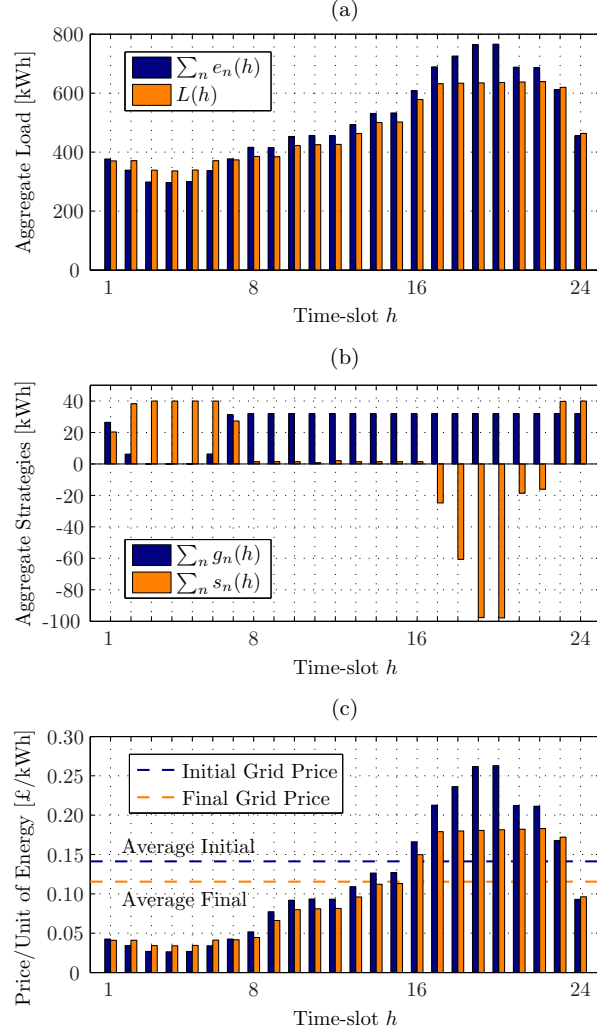 (a)
Aggregate Load [kWh]
800
600
400
200
0
∑ₙ eₙ(h)
L(h)
1
8
16
24
Time-slot h
(b)
Aggregate Strategies [kWh]
40
20
0
-20
-40
-60
-80
-100
∑ₙ gₙ(h)
∑ₙ sₙ(h)
1
8
16
24
Time-slot h
(c)
Price/Unit of Energy [£/kWh]
0.30
0.25
0.20
0.15
0.10
0.05
0
Initial Grid Price
Final Grid Price
Average Initial
Average Final
1
8
16
24
Time-slot h